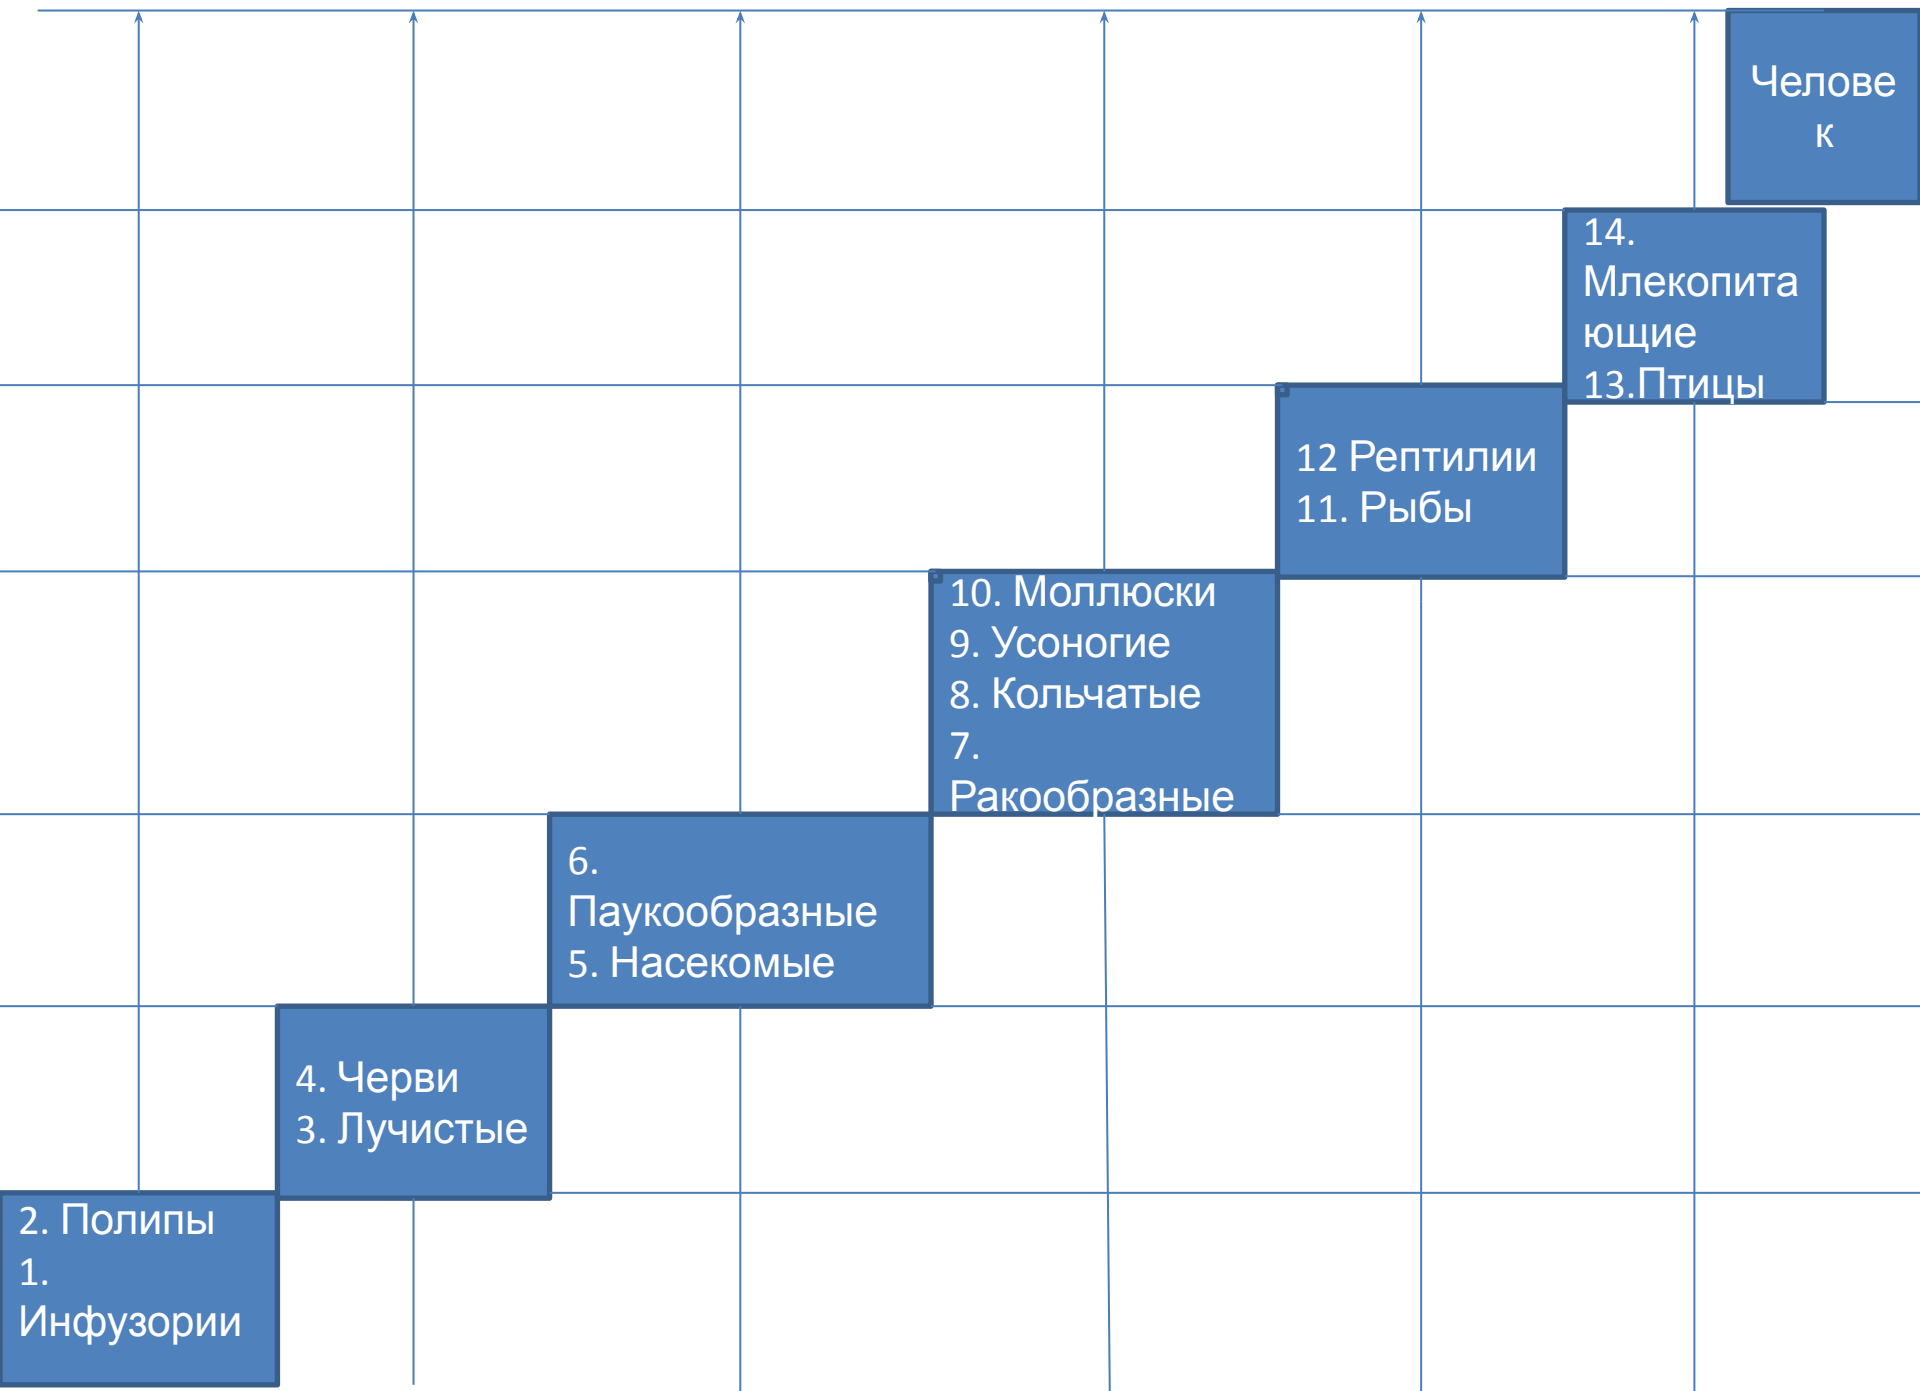 Челове
к
14.
Млекопита
ющие
13.Птицы
12 Рептилии
11. Рыбы
10. Моллюски
9. Усоногие
8. Кольчатые
7.
Ракообразные
6.
Паукообразные
5. Насекомые
4. Черви
3. Лучистые
2. Полипы
1.
Инфузории